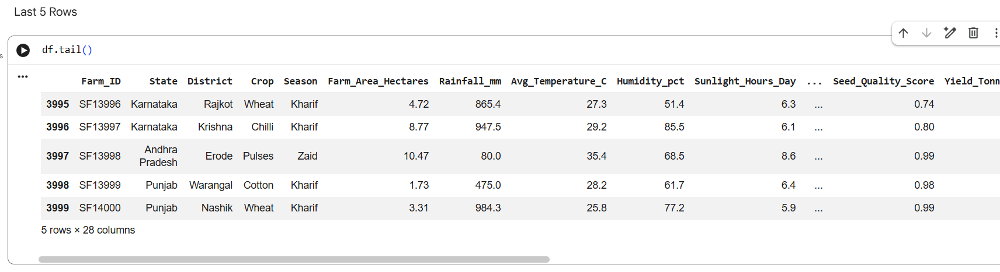 Last 5 Rows
df.tail()
Farm_ID State District Crop Season Farm_Area_Hectares Rainfall_mm Avg_Temperature_C Humidity_pct Sunlight_Hours_Day ... Seed_Quality_Score Yield_Tonn
3995 SF13996 Karnataka Rajkot Wheat Kharif 4.72 865.4 27.3 51.4 6.3 ... 0.74
3996 SF13997 Karnataka Krishna Chilli Kharif 8.77 947.5 29.2 85.5 6.1 ... 0.80
3997 SF13998 Andhra Pradesh Erode Pulses Zaid 10.47 80.0 35.4 68.5 8.6 ... 0.99
3998 SF13999 Punjab Warangal Cotton Kharif 1.73 475.0 28.2 61.7 6.4 ... 0.98
3999 SF14000 Punjab Nashik Wheat Kharif 3.31 984.3 25.8 77.2 5.9 ... 0.99
5 rows × 28 columns